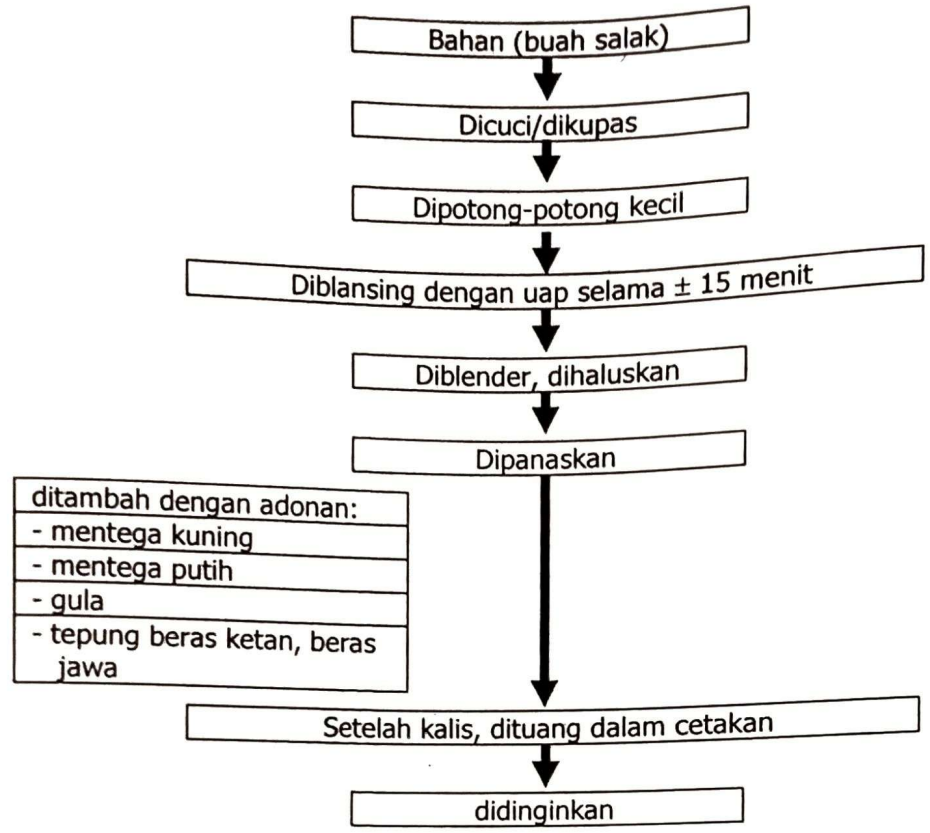 Bahan (buah salak)
Dicuci/dikupas
Dipotong-potong kecil
Diblansing dengan uap selama ± 15 menit
Diblender, dihaluskan
Dipanaskan
ditambah dengan adonan:
- mentega kuning
- mentega putih
- gula
- tepung beras ketan, beras
jawa
Setelah kalis, dituang dalam cetakan
didinginkan